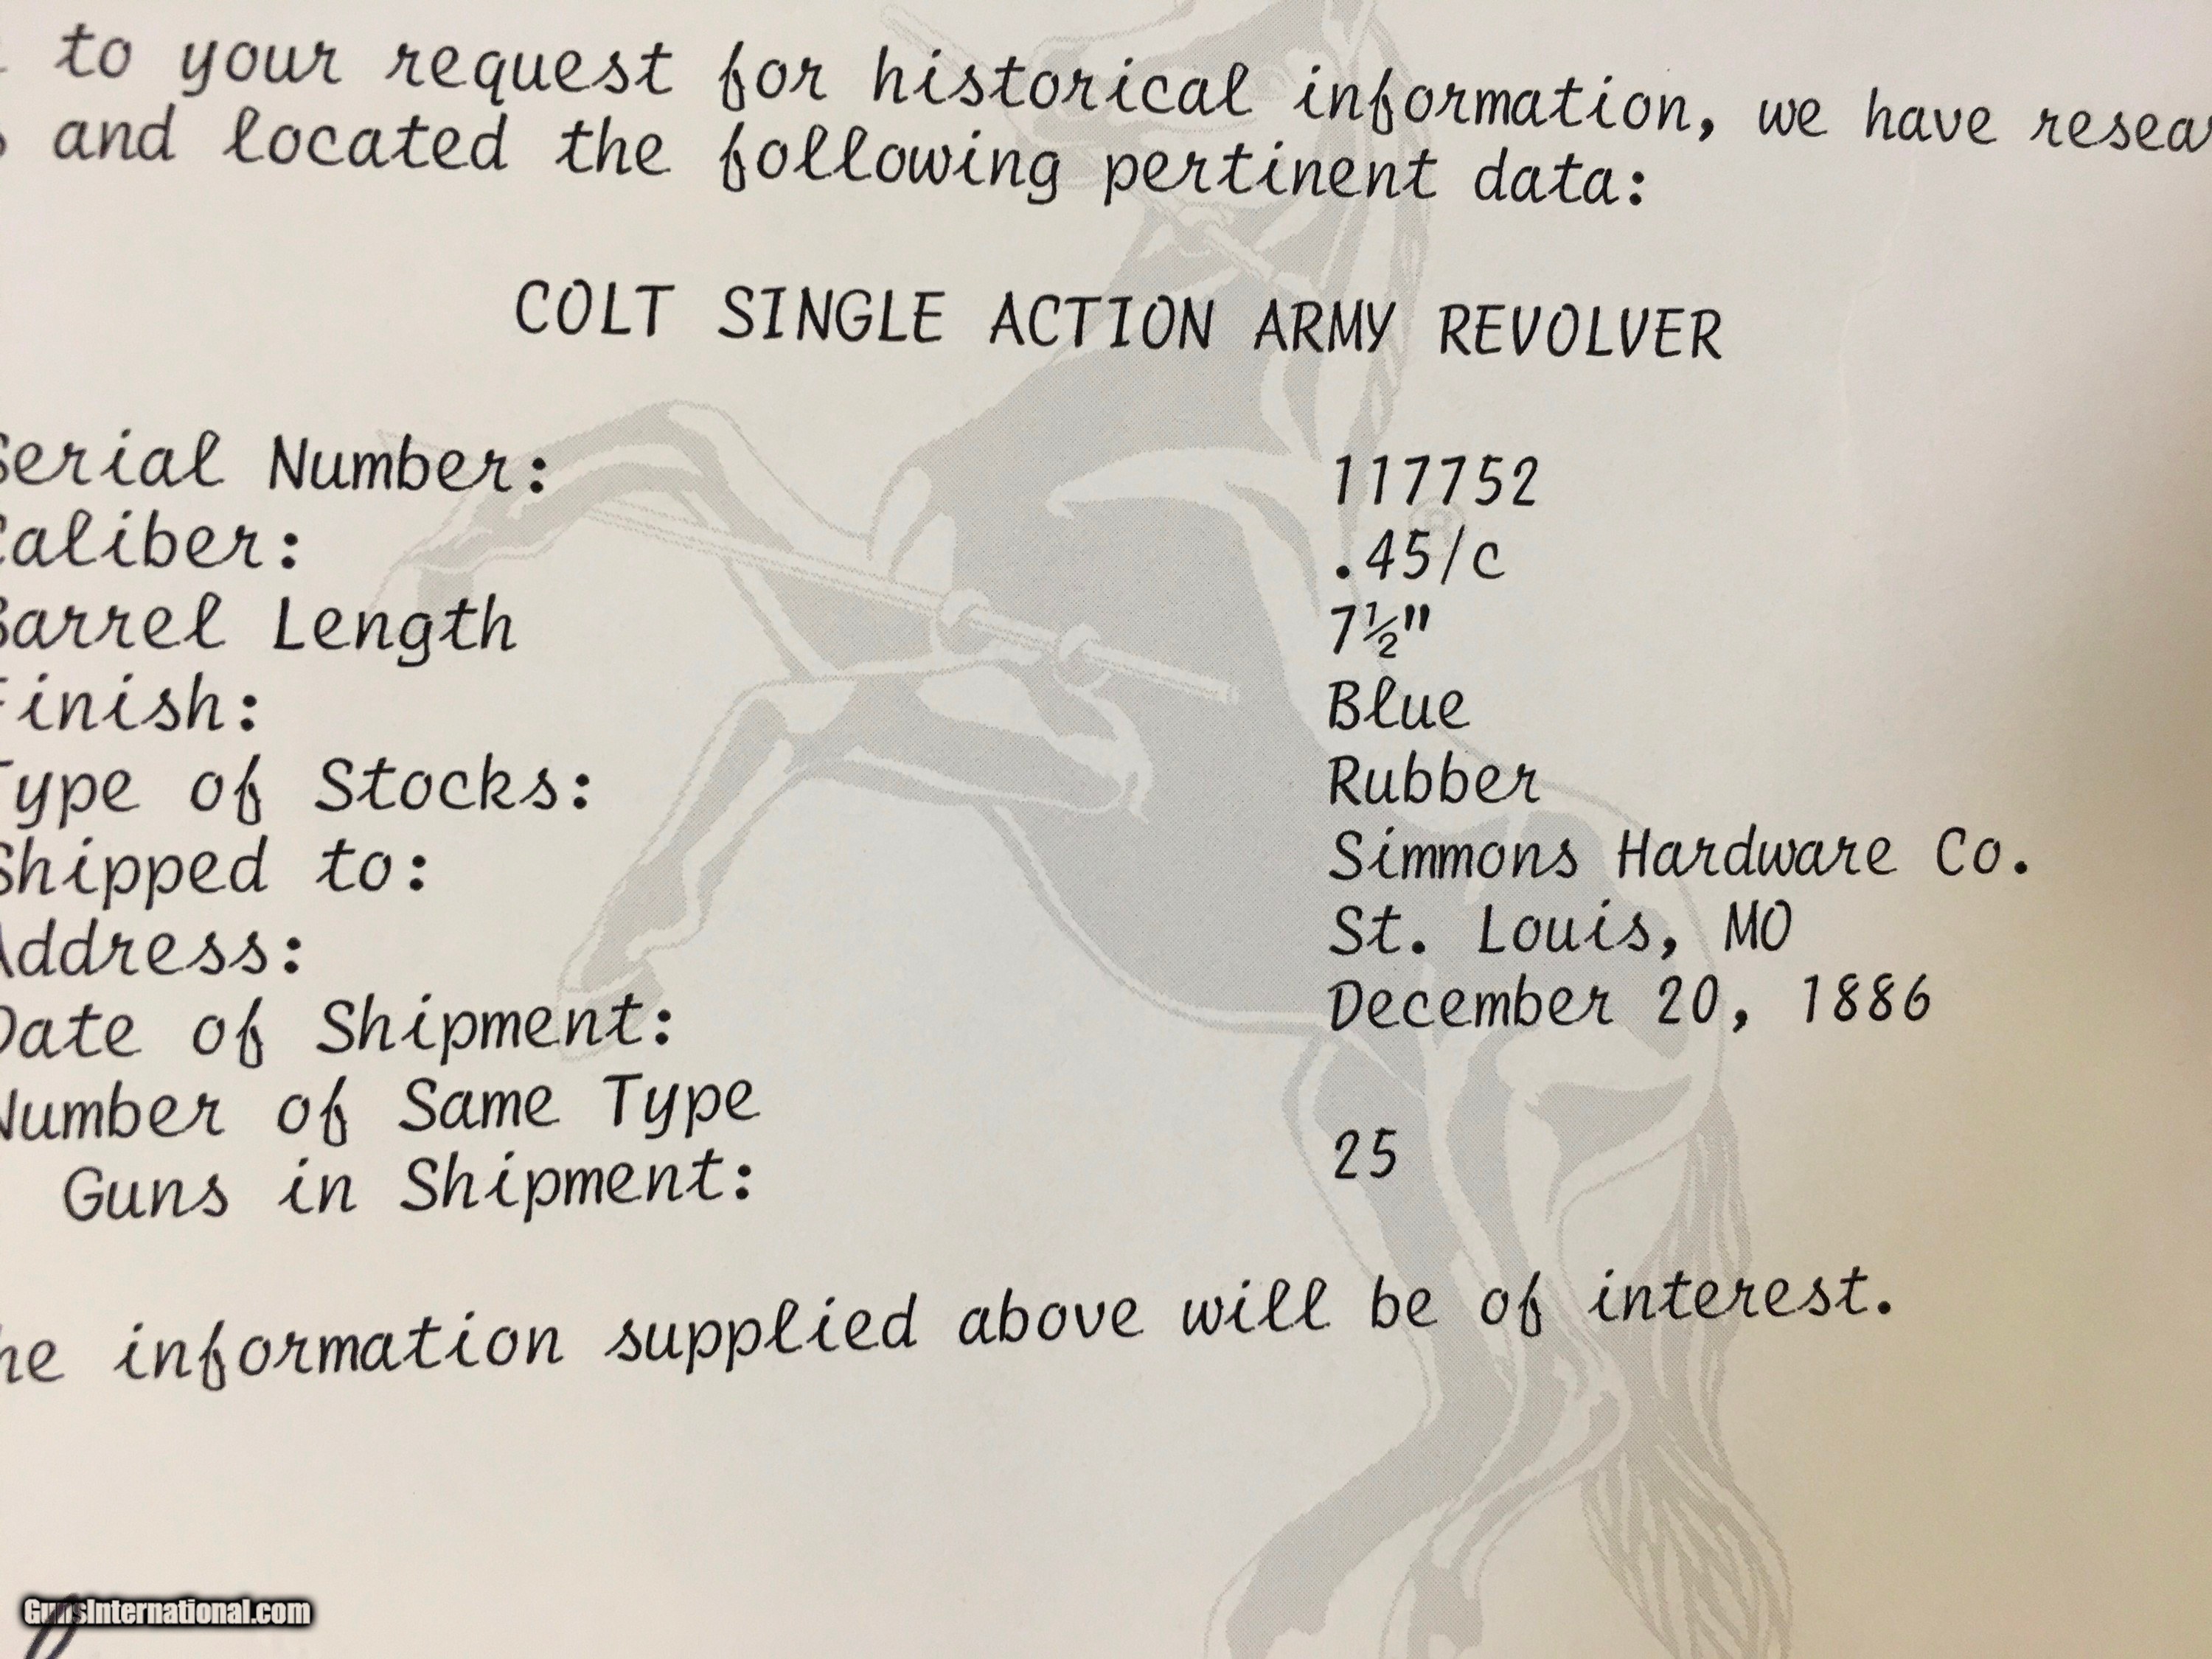 to your request for historical information, we have
and located the following pertinent data:
COLT SINGLE ACTION ARMY REVOLVER
Serial Number: 117752
Caliber: .45/c
Barrel Length 7½"
Finish: Blue
Type of Stocks: Rubber
Shipped to: Simmons Hardware Co.
Address: St. Louis, MO
Date of Shipment: December 20, 1886
Number of Same Type
Guns in Shipment: 25
he information supplied above will be of interest.
GunsInternational.com